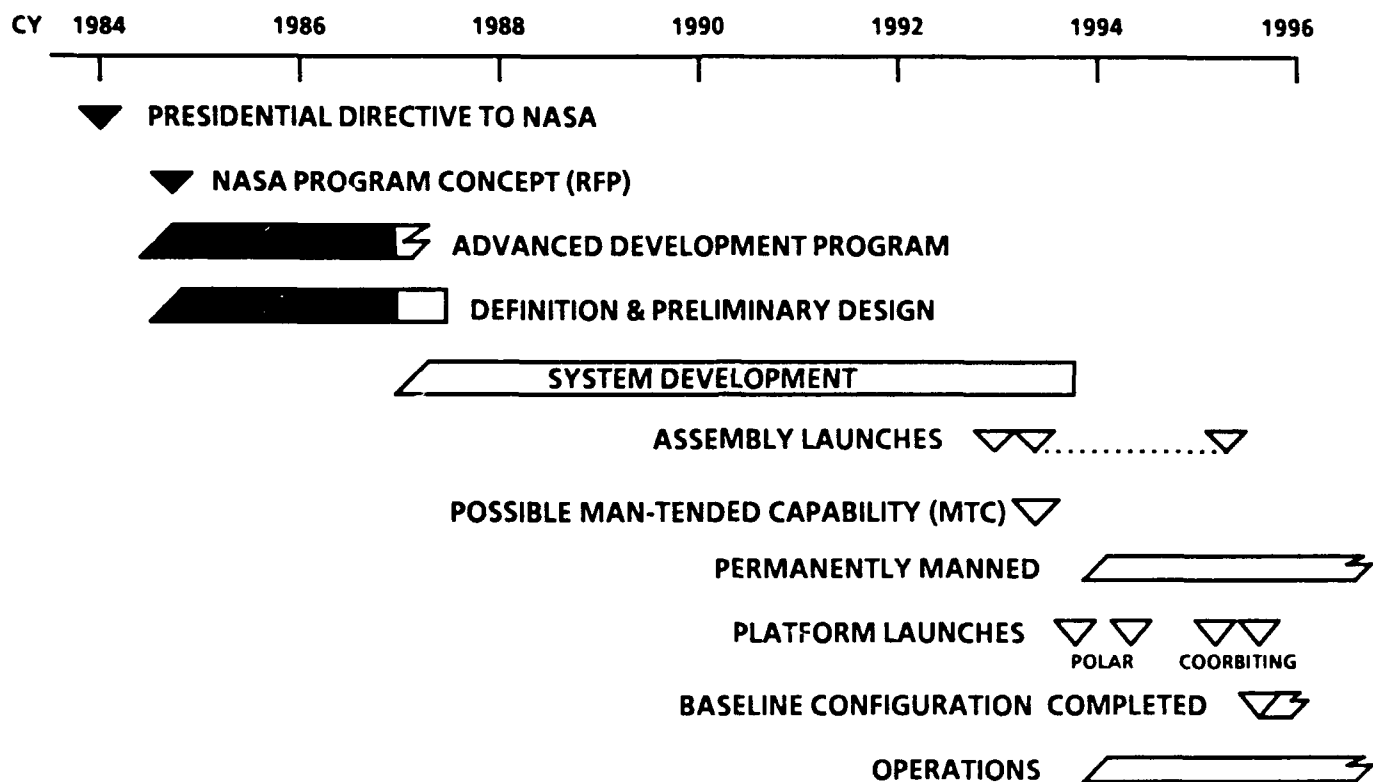 CY 1984 1986 1988 1990 1992 1994 1996
PRESIDENTIAL DIRECTIVE TO NASA
NASA PROGRAM CONCEPT (RFP)
ADVANCED DEVELOPMENT PROGRAM
DEFINITION & PRELIMINARY DESIGN
SYSTEM DEVELOPMENT
ASSEMBLY LAUNCHES
POSSIBLE MAN-TENDED CAPABILITY (MTC)
PERMANENTLY MANNED
PLATFORM LAUNCHES
POLAR COORBITING
BASELINE CONFIGURATION COMPLETED
OPERATIONS